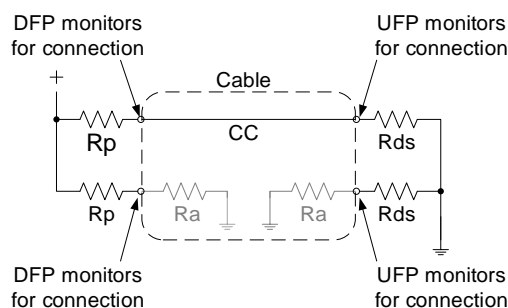 DFP monitors
for connection
UFP monitors
for connection
+
Cable
Rp
CC
Rds
Rp
Ra
Ra
Rds
DFP monitors
for connection
UFP monitors
for connection